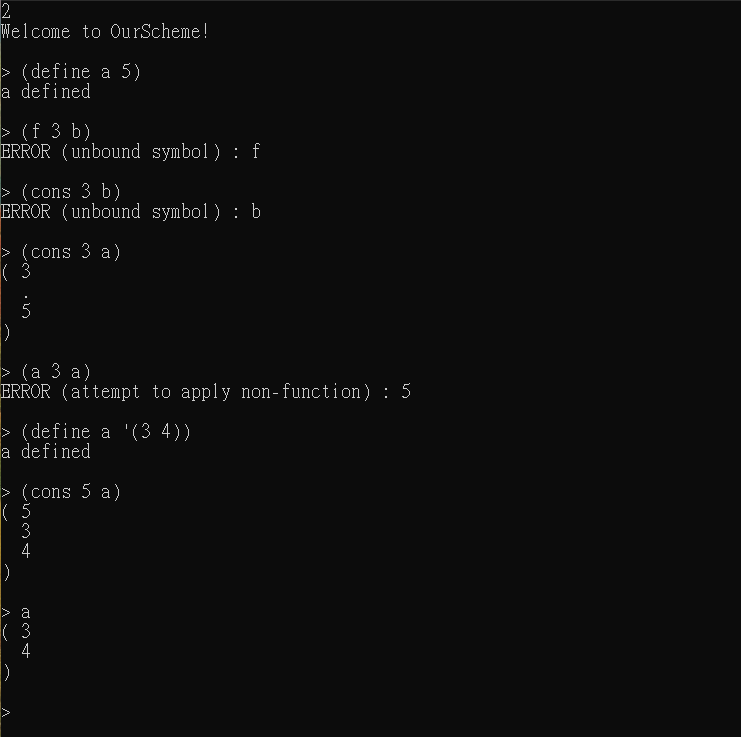 2
Welcome to OurScheme!

> (define a 5)
a defined

> (f 3 b)
ERROR (unbound symbol) : f

> (cons 3 b)
ERROR (unbound symbol) : b

> (cons 3 a)
( 3
  .
  5
)

> (a 3 a)
ERROR (attempt to apply non-function) : 5

> (define a '(3 4))
a defined

> (cons 5 a)
( 5
  3
  4
)

> a
( 3
  4
)

>